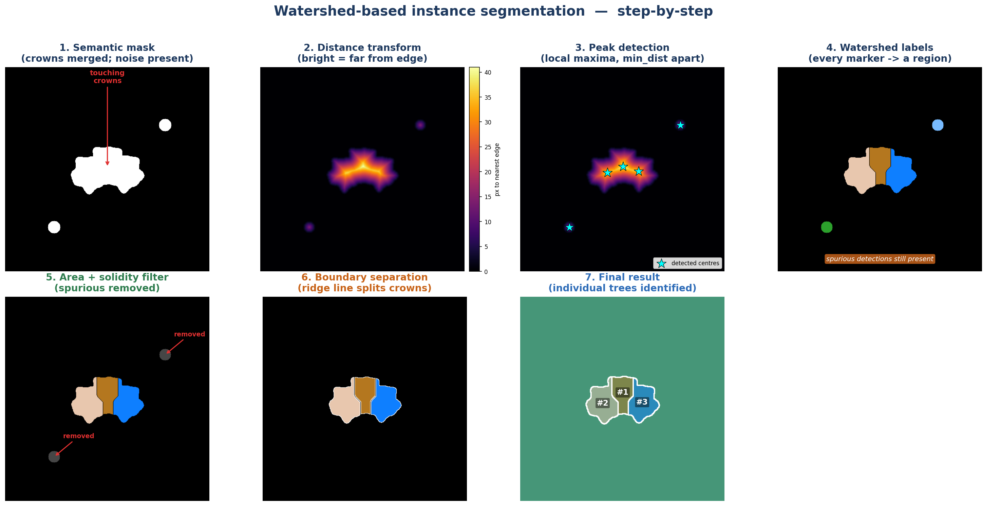 Watershed-based instance segmentation — step-by-step
1. Semantic mask
(crowns merged; noise present)
touching
crowns
2. Distance transform
(bright = far from edge)
40
35
30
25
20
15
10
5
0
px to nearest edge
3. Peak detection
(local maxima, min_dist apart)
detected centres
4. Watershed labels
(every marker -> a region)
spurious detections still present
5. Area + solidity filter
(spurious removed)
removed
removed
6. Boundary separation
(ridge line splits crowns)
7. Final result
(individual trees identified)
#1
#2
#3